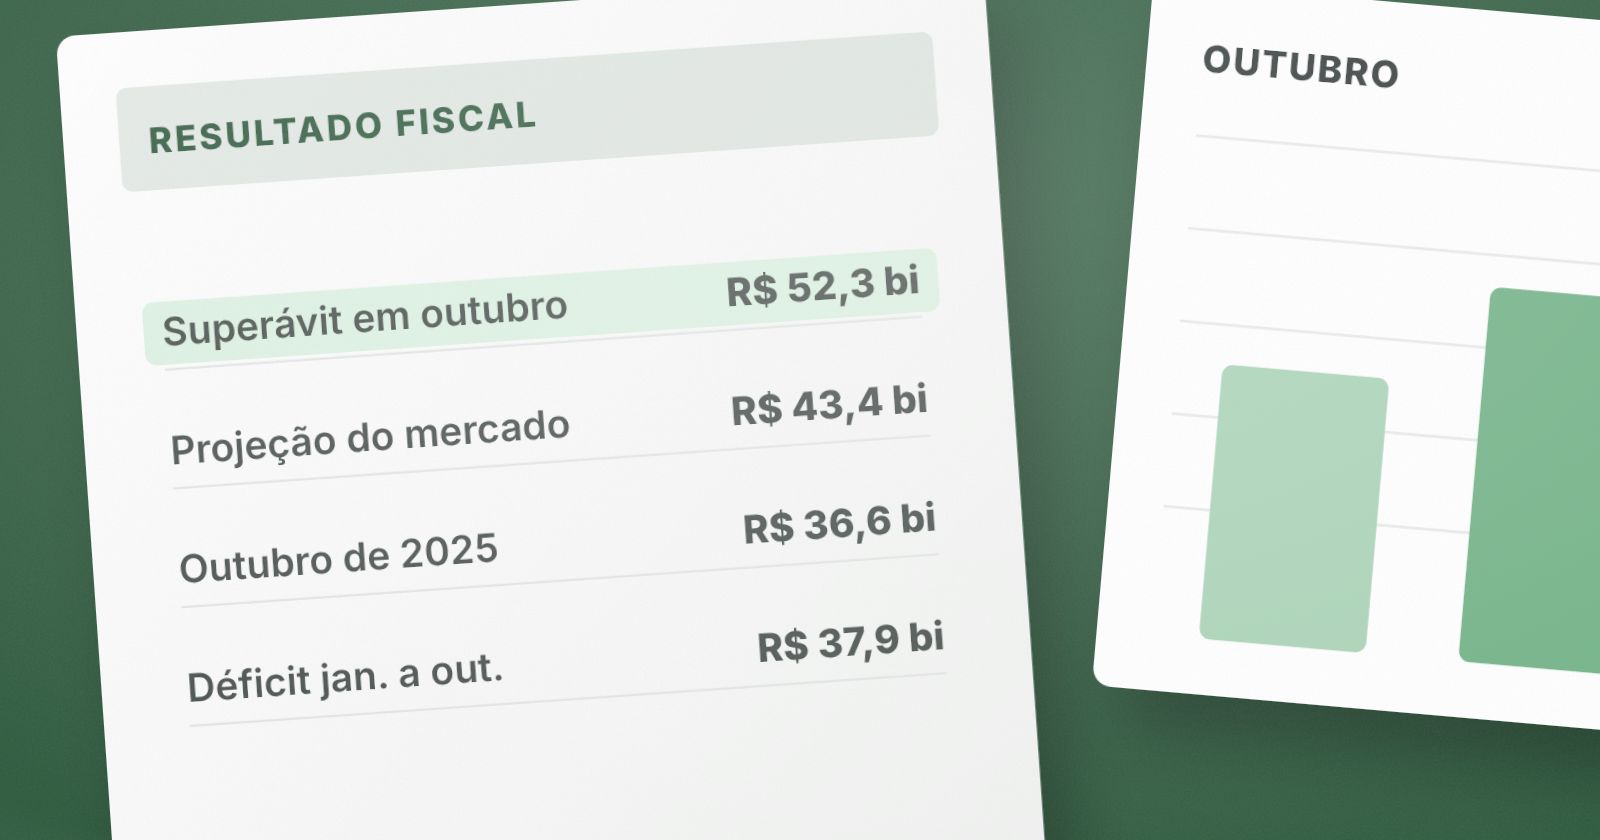 RESULTADO FISCAL
Superávit em outubro R$ 52,3 bi
Projeção do mercado R$ 43,4 bi
Outubro de 2025 R$ 36,6 bi
Déficit jan. a out. R$ 37,9 bi
OUTUBRO